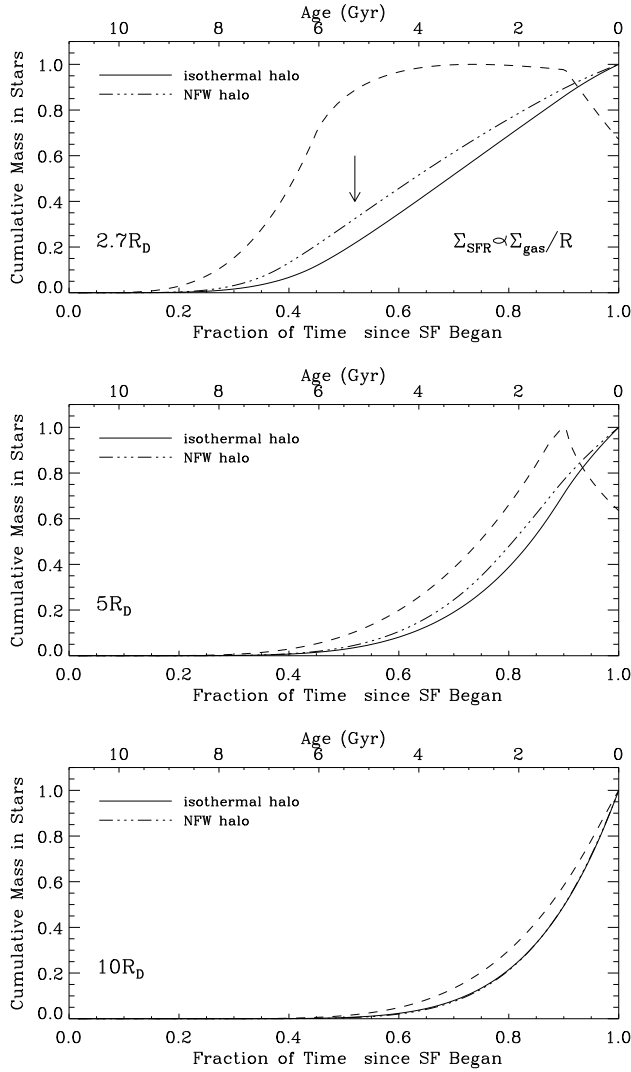 Age (Gyr)
10 8 6 4 2 0
isothermal halo
NFW halo
2.7R_D
Σ_SFR∝Σ_gas/R
Cumulative Mass in Stars
1.0
0.8
0.6
0.4
0.2
0.0
0.0 0.2 0.4 0.6 0.8 1.0
Fraction of Time since SF Began
Age (Gyr)
10 8 6 4 2 0
isothermal halo
NFW halo
5R_D
Cumulative Mass in Stars
1.0
0.8
0.6
0.4
0.2
0.0
0.0 0.2 0.4 0.6 0.8 1.0
Fraction of Time since SF Began
Age (Gyr)
10 8 6 4 2 0
isothermal halo
NFW halo
10R_D
Cumulative Mass in Stars
1.0
0.8
0.6
0.4
0.2
0.0
0.0 0.2 0.4 0.6 0.8 1.0
Fraction of Time since SF Began